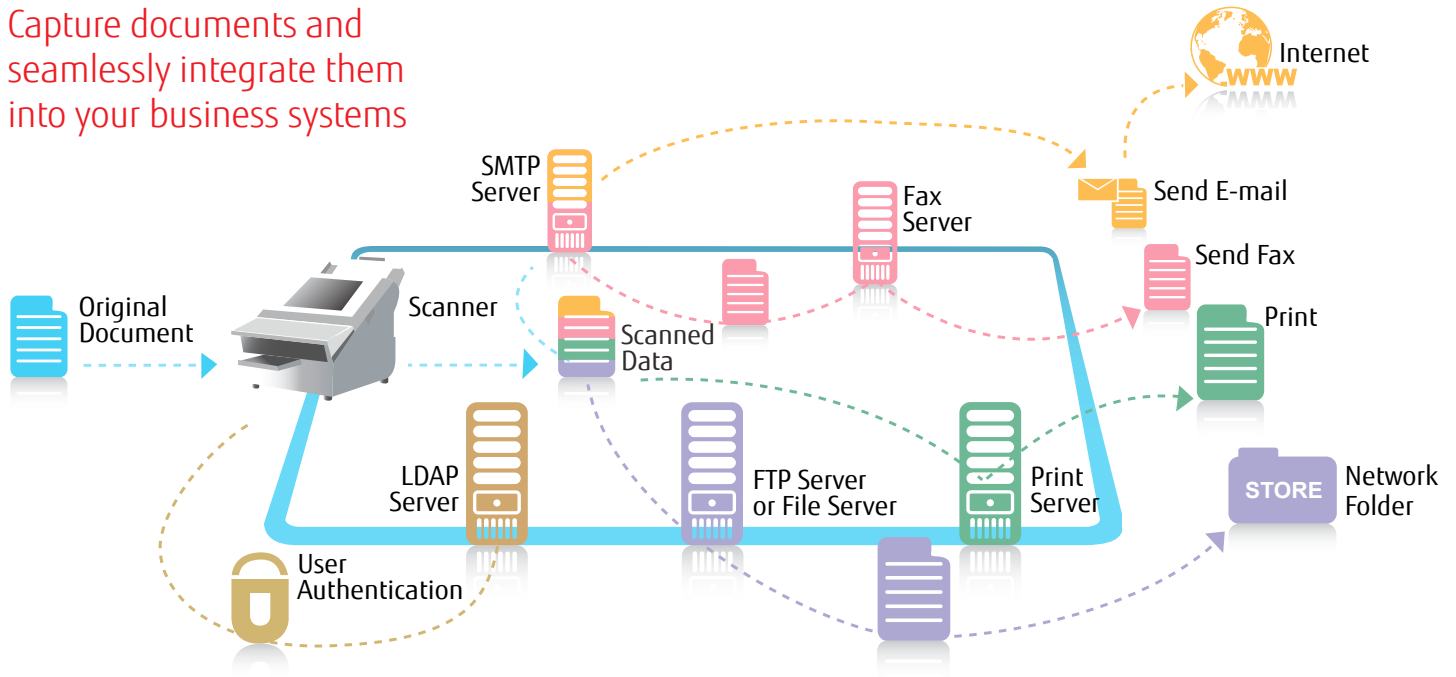 Capture documents and
seamlessly integrate them
into your business systems
Internet
WWW
SMTP
Server
Send E-mail
Fax
Server
Send Fax
Original
Document
Scanner
Scanned
Data
Print
LDAP
Server
FTP Server
or File Server
Print
Server
STORE
Network
Folder
User
Authentication